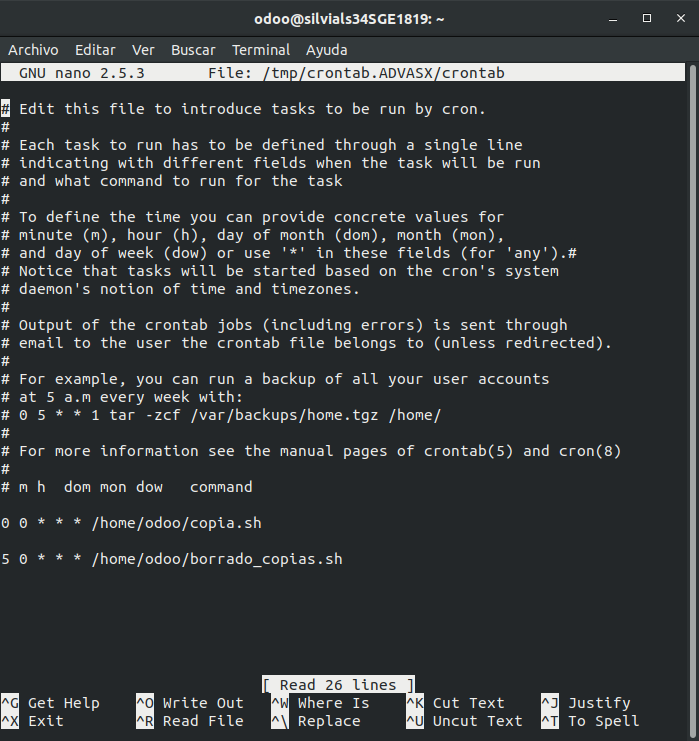 odoo@silvials34SGE1819: ~
Archivo Editar Ver Buscar Terminal Ayuda
GNU nano 2.5.3 File: /tmp/crontab.ADVASX/crontab
# Edit this file to introduce tasks to be run by cron.
#
# Each task to run has to be defined through a single line
# indicating with different fields when the task will be run
# and what command to run for the task
#
# To define the time you can provide concrete values for
# minute (m), hour (h), day of month (dom), month (mon),
# and day of week (dow) or use '*' in these fields (for 'any').#
# Notice that tasks will be started based on the cron's system
# daemon's notion of time and timezones.
#
# Output of the crontab jobs (including errors) is sent through
# email to the user the crontab file belongs to (unless redirected).
#
# For example, you can run a backup of all your user accounts
# at 5 a.m every week with:
# 0 5 * * 1 tar -zcf /var/backups/home.tgz /home/
#
# For more information see the manual pages of crontab(5) and cron(8)
#
# m h  dom mon dow   command
0 0 * * * /home/odoo/copia.sh
5 0 * * * /home/odoo/borrado_copias.sh
[ Read 26 lines ]
^G Get Help ^O Write Out ^W Where Is ^K Cut Text ^J Justify
^X Exit ^R Read File ^\ Replace ^U Uncut Text ^T To Spell